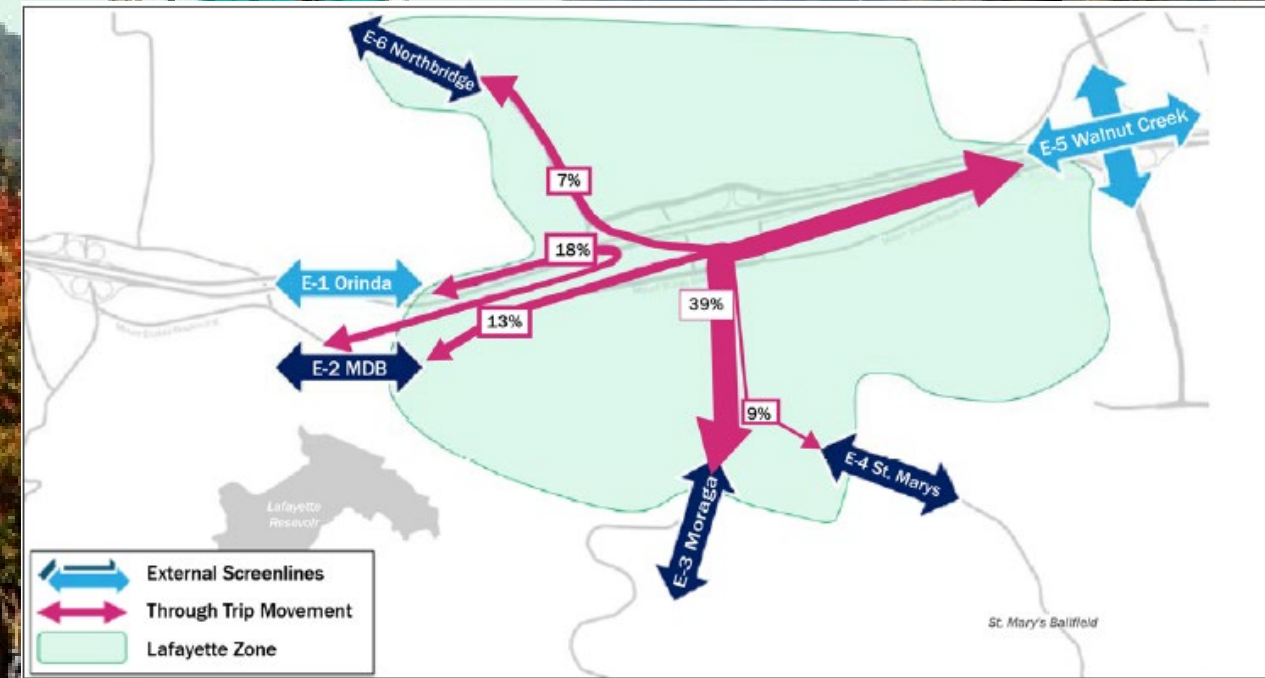 E-6 Northbridge
E-5 Walnut Creek
7%
18%
E-1 Orinda
39%
13%
E-2 MDB
9%
E-4 St. Marys
E-3 Moraga
Lafayette
Resevoir
External Screenlines
Through Trip Movement
Lafayette Zone
St. Mary's Ballfield